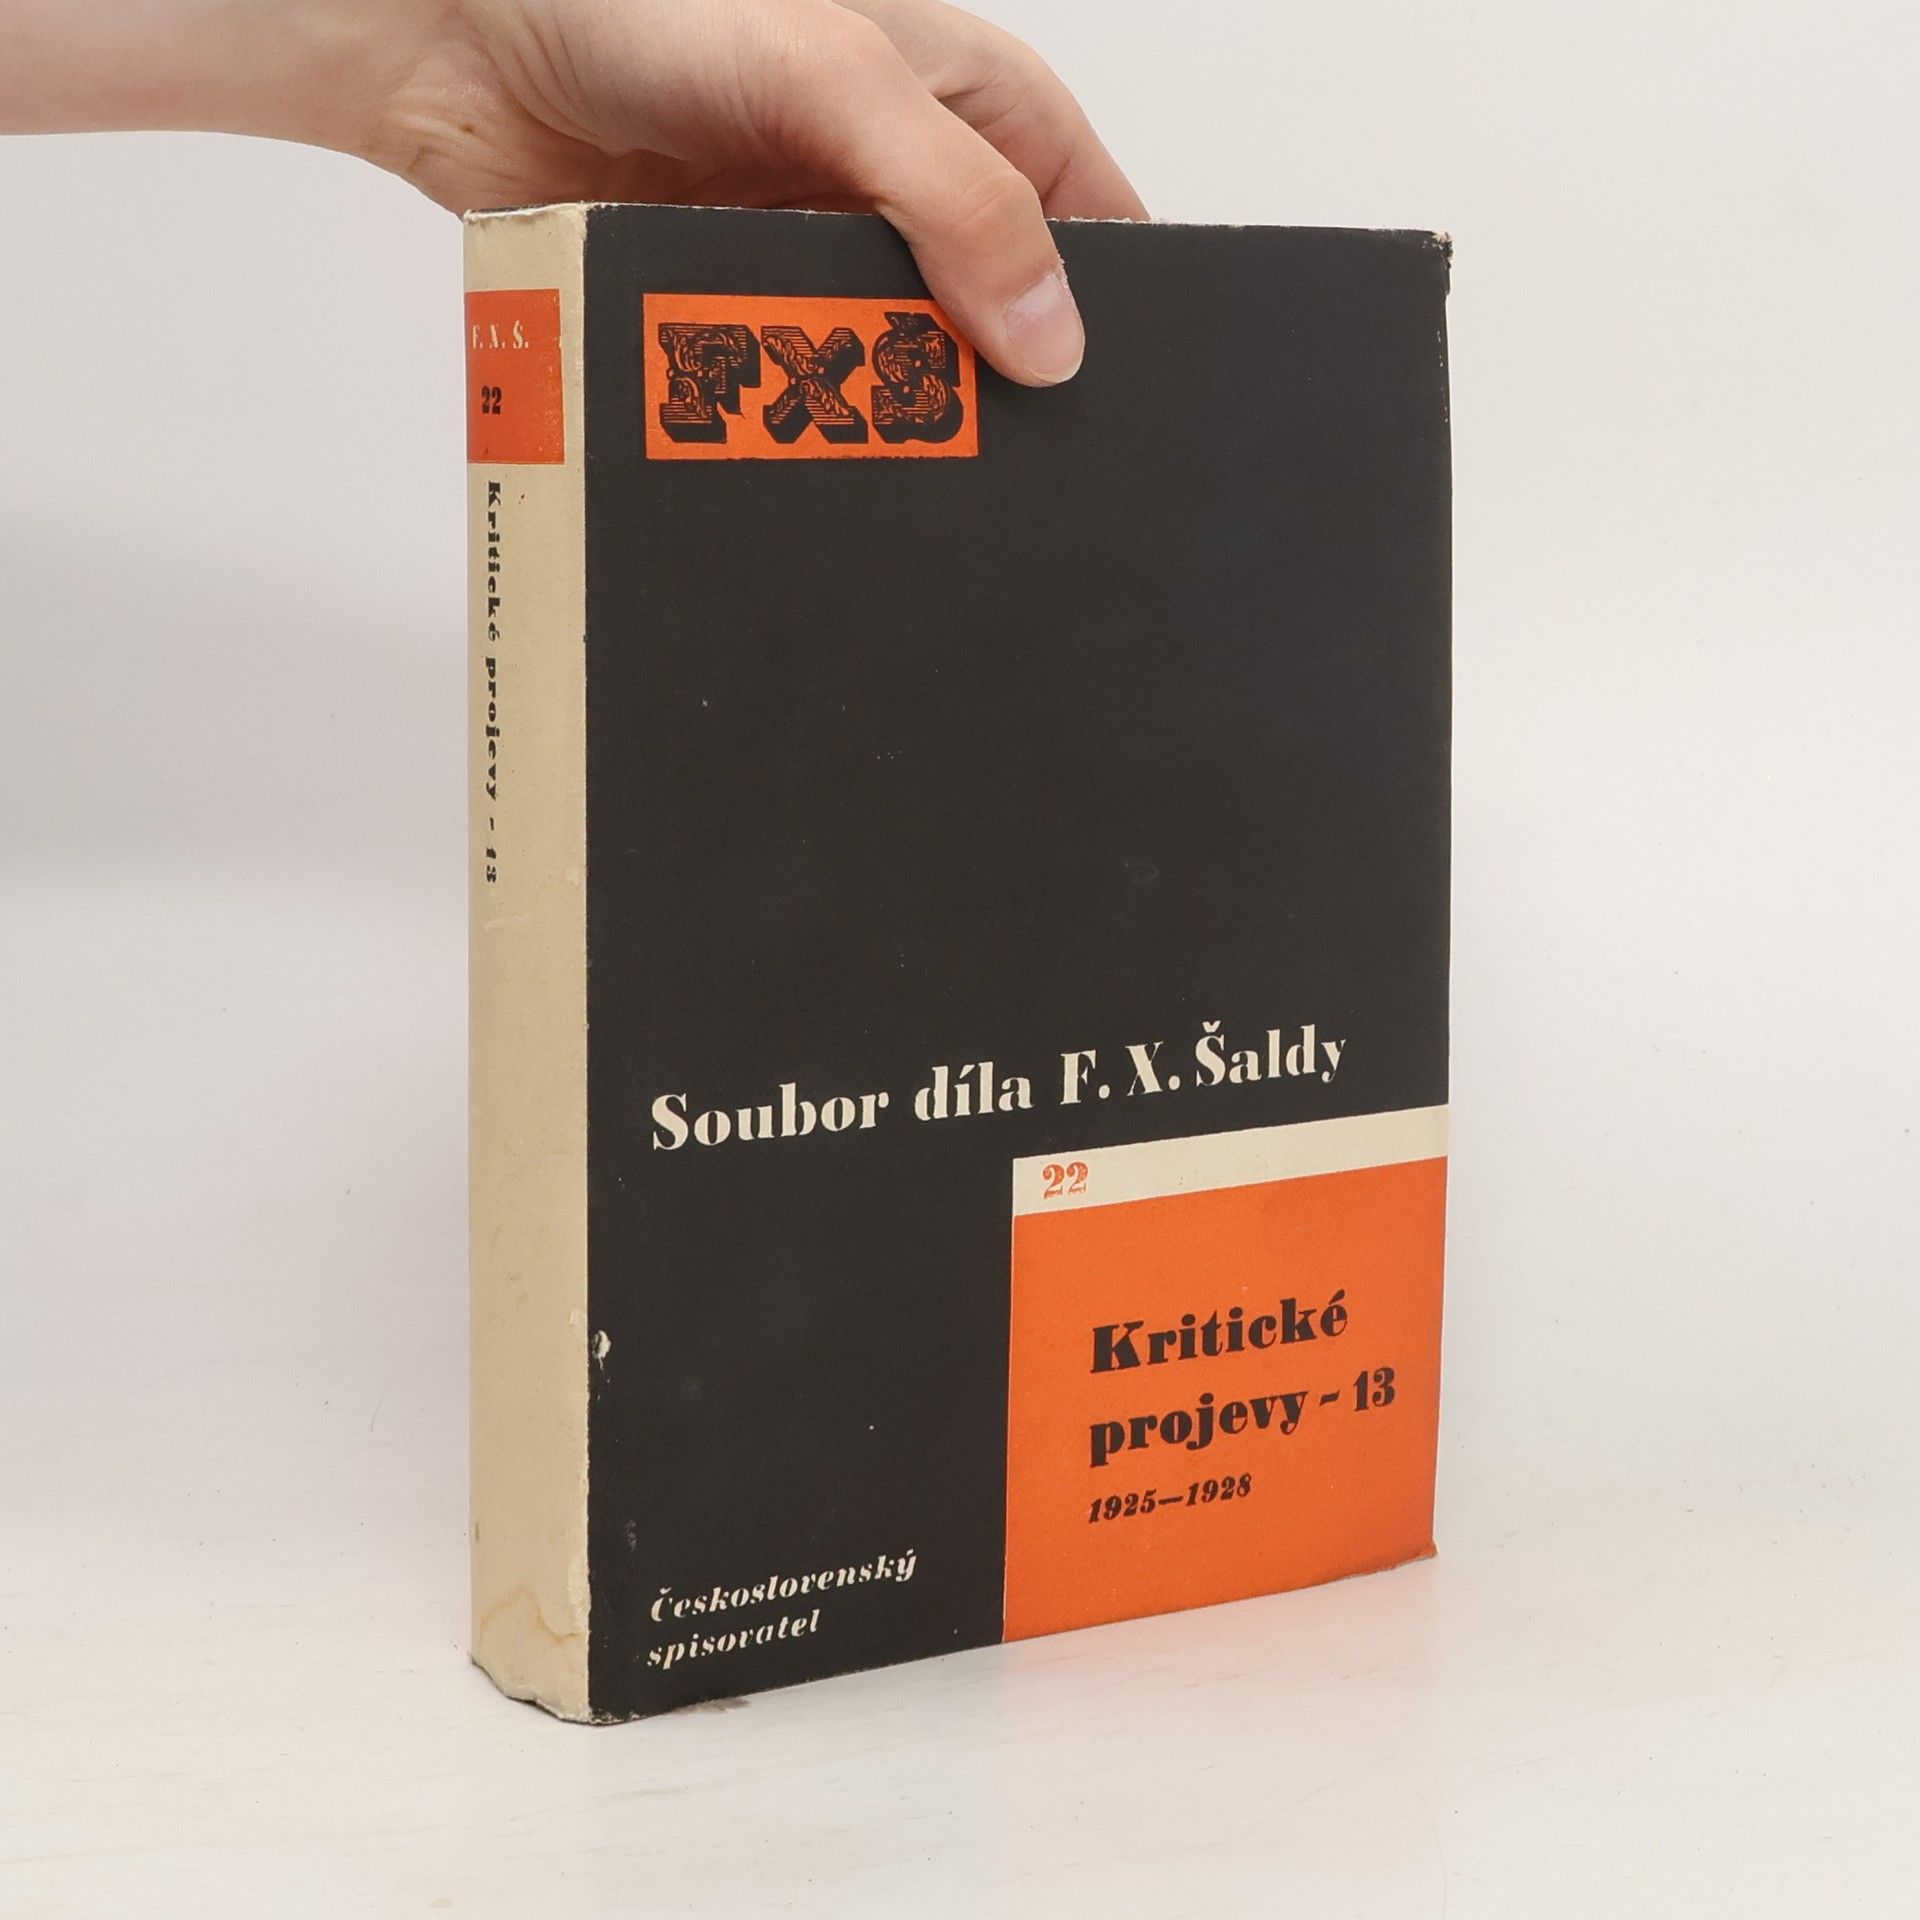 F. X. Š.
22
Kritické projevy - 13
FXŠ
Soubor díla F. X. Šaldy
22
Kritické
projevy - 13
1925—1928
Československý
spisovatel